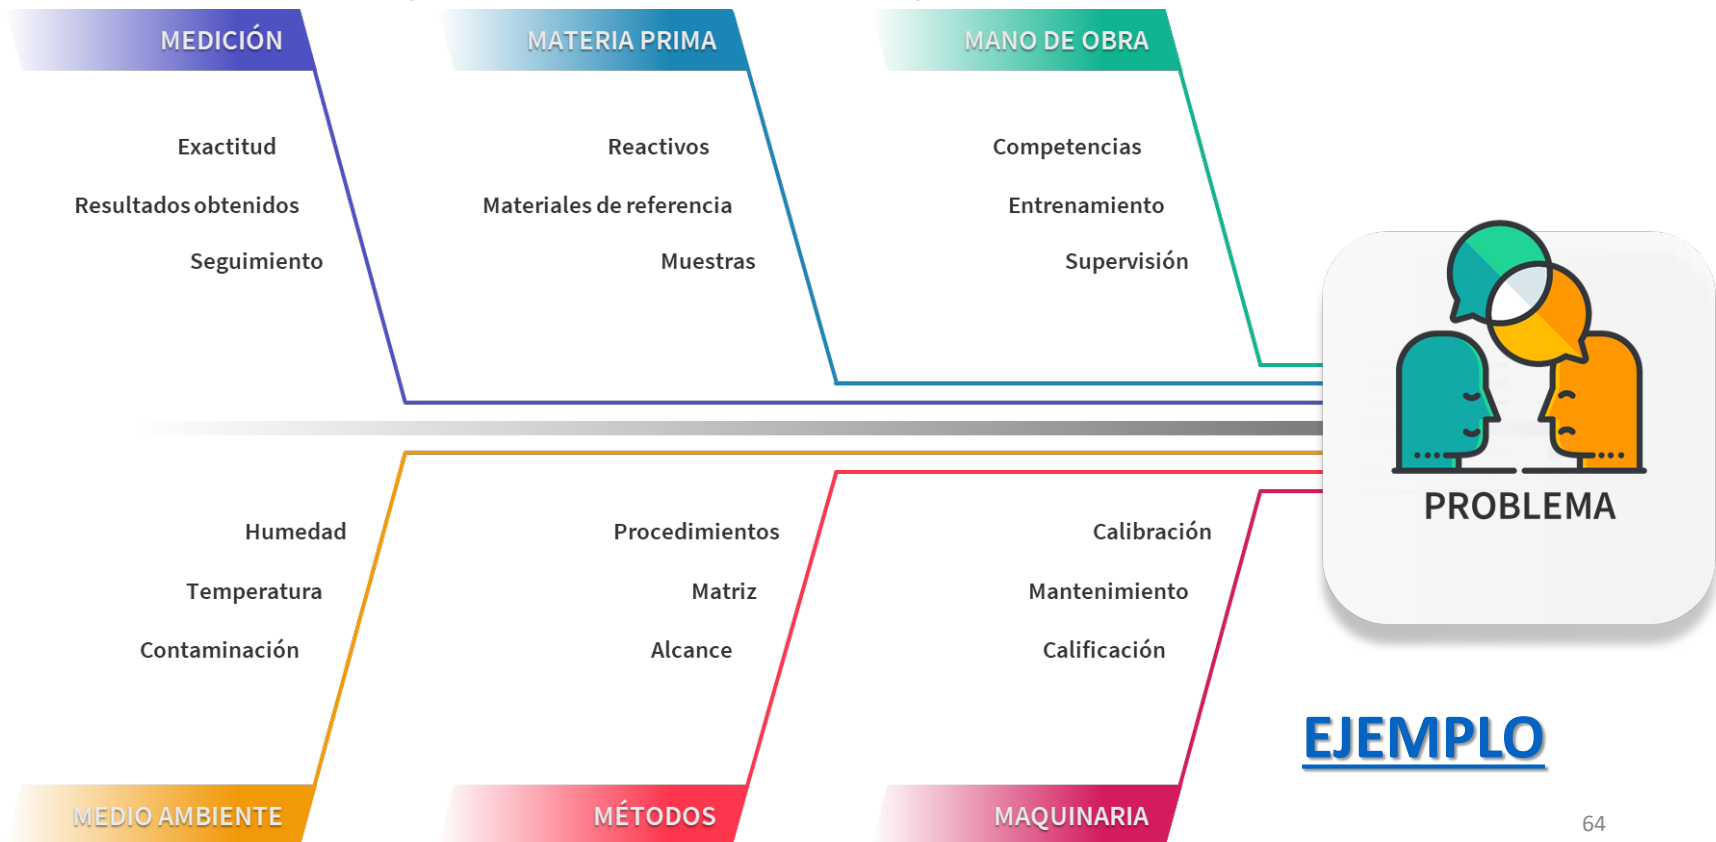 MEDICIÓN
MATERIA PRIMA
MANO DE OBRA
Exactitud
Reactivos
Competencias
Resultados obtenidos
Materiales de referencia
Entrenamiento
Seguimiento
Muestras
Supervisión
PROBLEMA
Humedad
Procedimientos
Calibración
Temperatura
Matriz
Mantenimiento
Contaminación
Alcance
Calificación
EJEMPLO
MEDIO AMBIENTE
MÉTODOS
MAQUINARIA
64